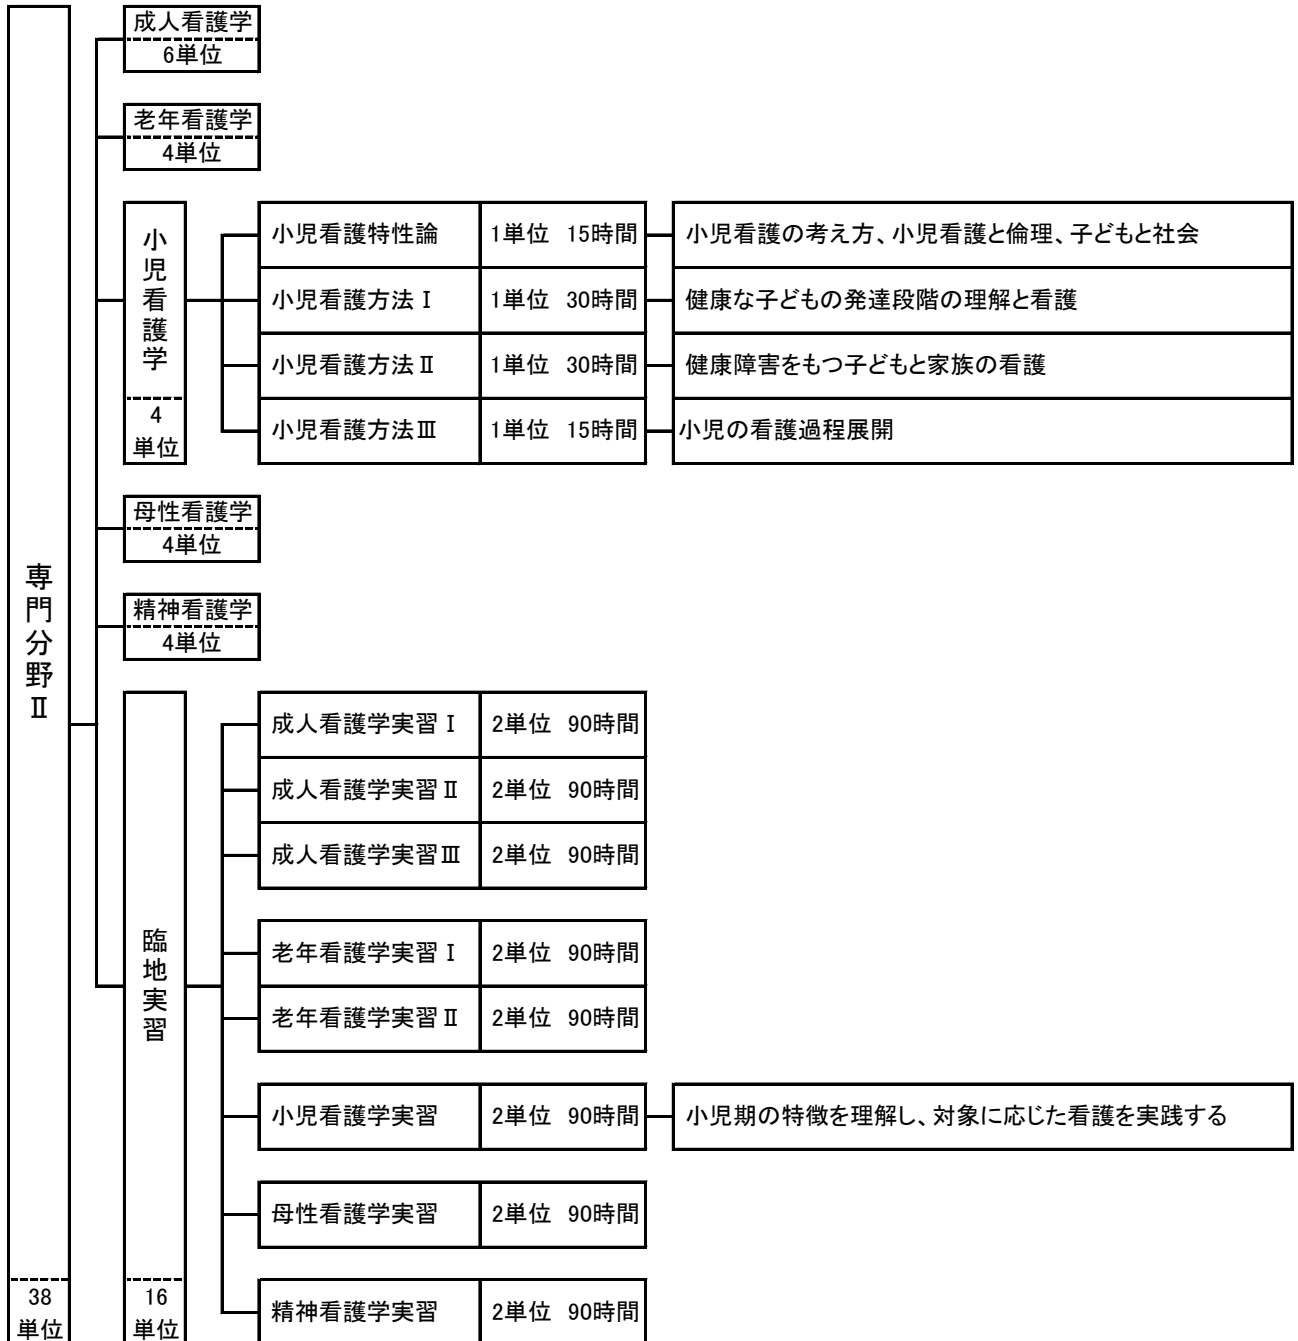 専門分野Ⅱ
38
単位
成人看護学
6単位
老年看護学
4単位
小児看護学
4
単位
小児看護特性論 1単位 15時間 小児看護の考え方、小児看護と倫理、子どもと社会
小児看護方法Ⅰ 1単位 30時間 健康な子どもの発達段階の理解と看護
小児看護方法Ⅱ 1単位 30時間 健康障害をもつ子どもと家族の看護
小児看護方法Ⅲ 1単位 15時間 小児の看護過程展開
母性看護学
4単位
精神看護学
4単位
臨地実習
16
単位
成人看護学実習Ⅰ 2単位 90時間
成人看護学実習Ⅱ 2単位 90時間
成人看護学実習Ⅲ 2単位 90時間
老年看護学実習Ⅰ 2単位 90時間
老年看護学実習Ⅱ 2単位 90時間
小児看護学実習 2単位 90時間 小児期の特徴を理解し、対象に応じた看護を実践する
母性看護学実習 2単位 90時間
精神看護学実習 2単位 90時間